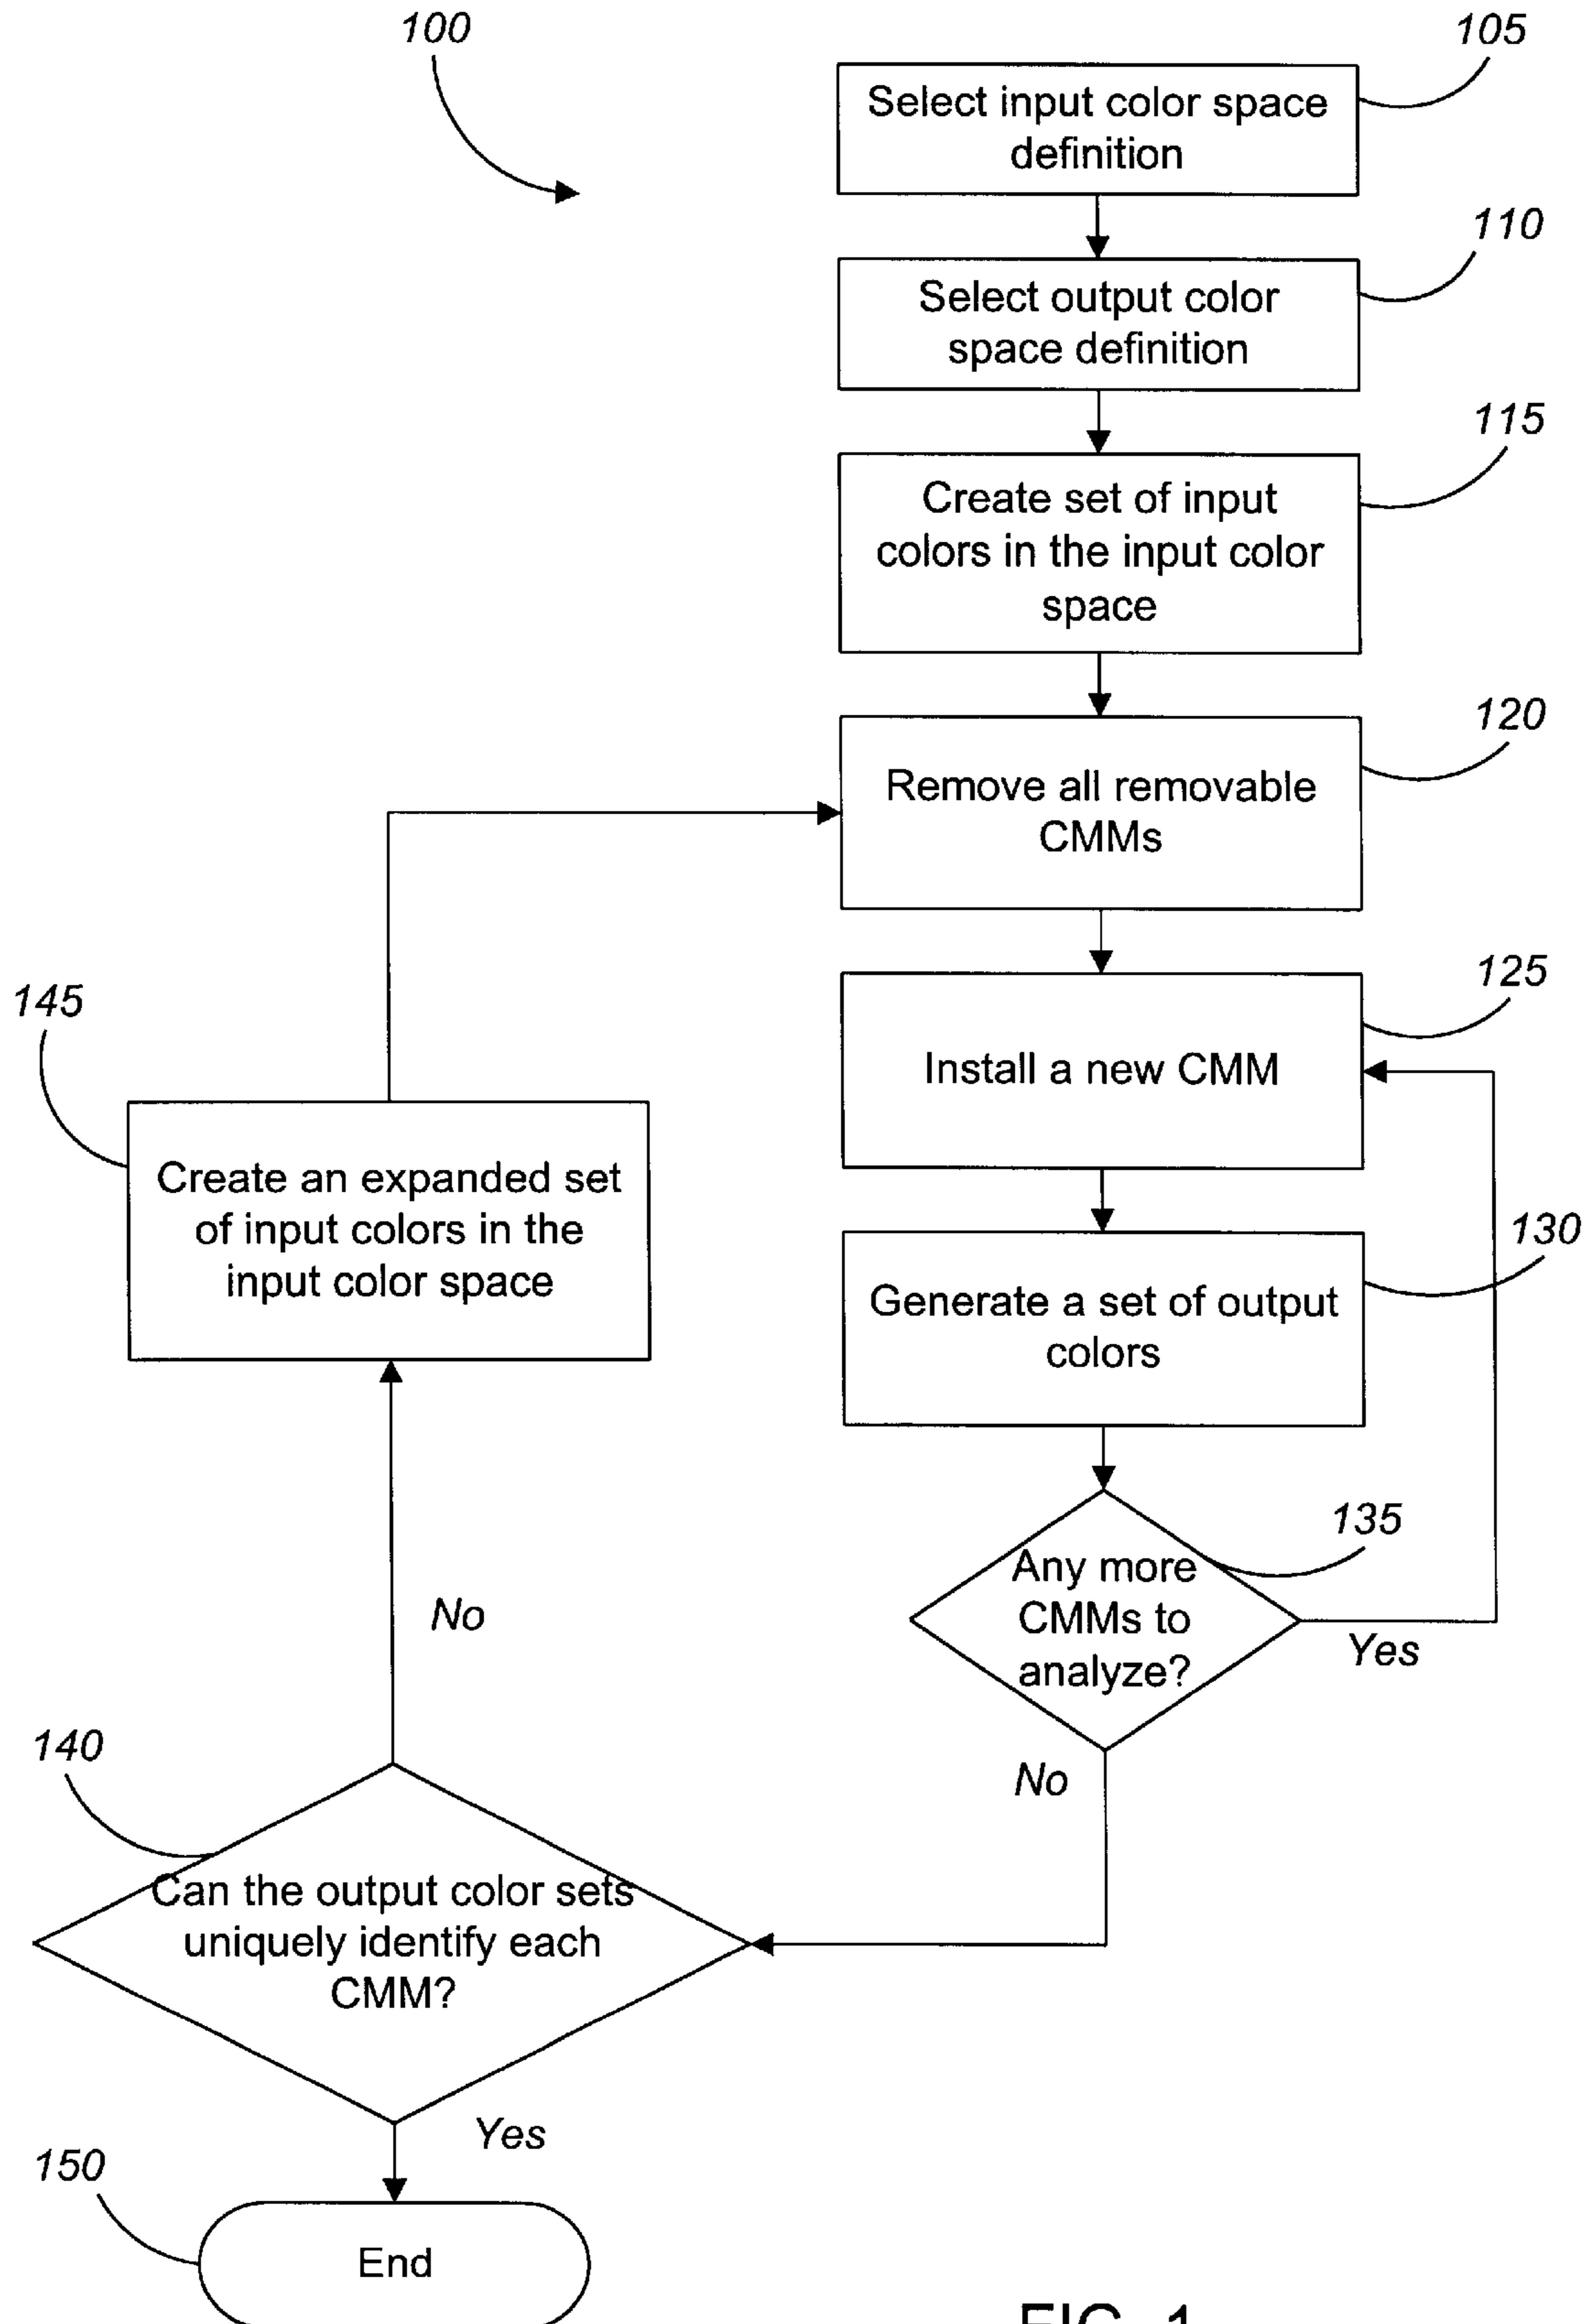 100
105
Select input color space
definition
110
Select output color
space definition
115
Create set of input
colors in the input color
space
120
Remove all removable
CMMs
125
Install a new CMM
145
Create an expanded set
of input colors in the
input color space
130
Generate a set of output
colors
135
Any more
CMMs to
analyze?
Yes
No
No
140
Can the output color sets
uniquely identify each
CMM?
Yes
150
End
FIG. 1